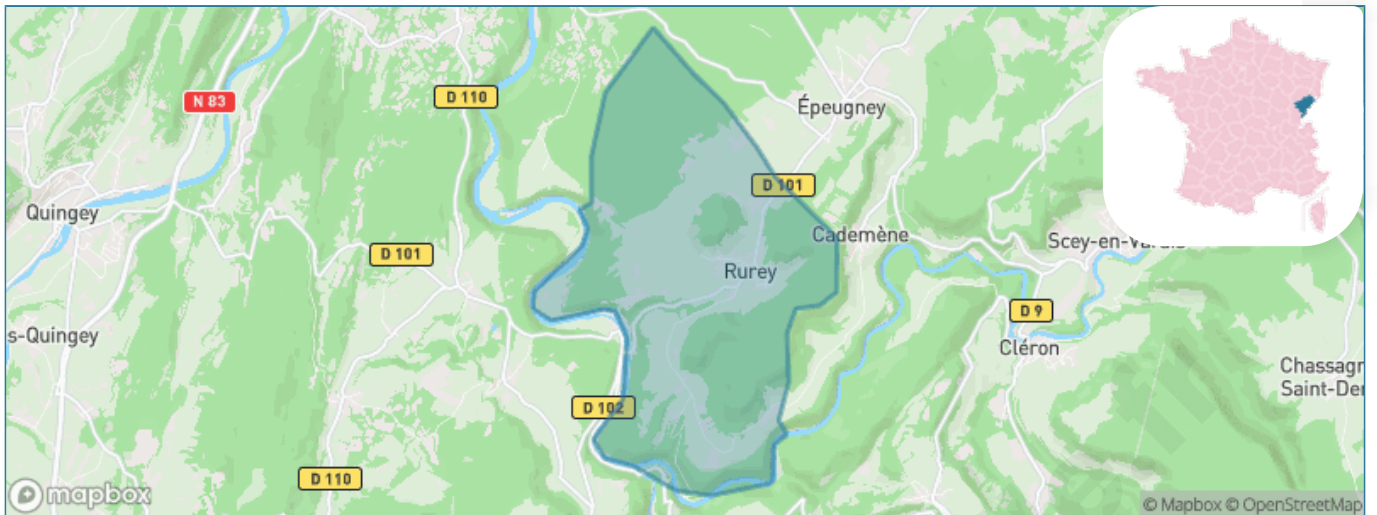 N 83
D 110
Épeugney
D 101
Quingey
Cademène
Scey-en-Varais
D 101
Rurey
D 9
s-Quingey
Cléron
Chassagn
Saint-Den
D 102
D 110
mapbox
© Mapbox © OpenStreetMap